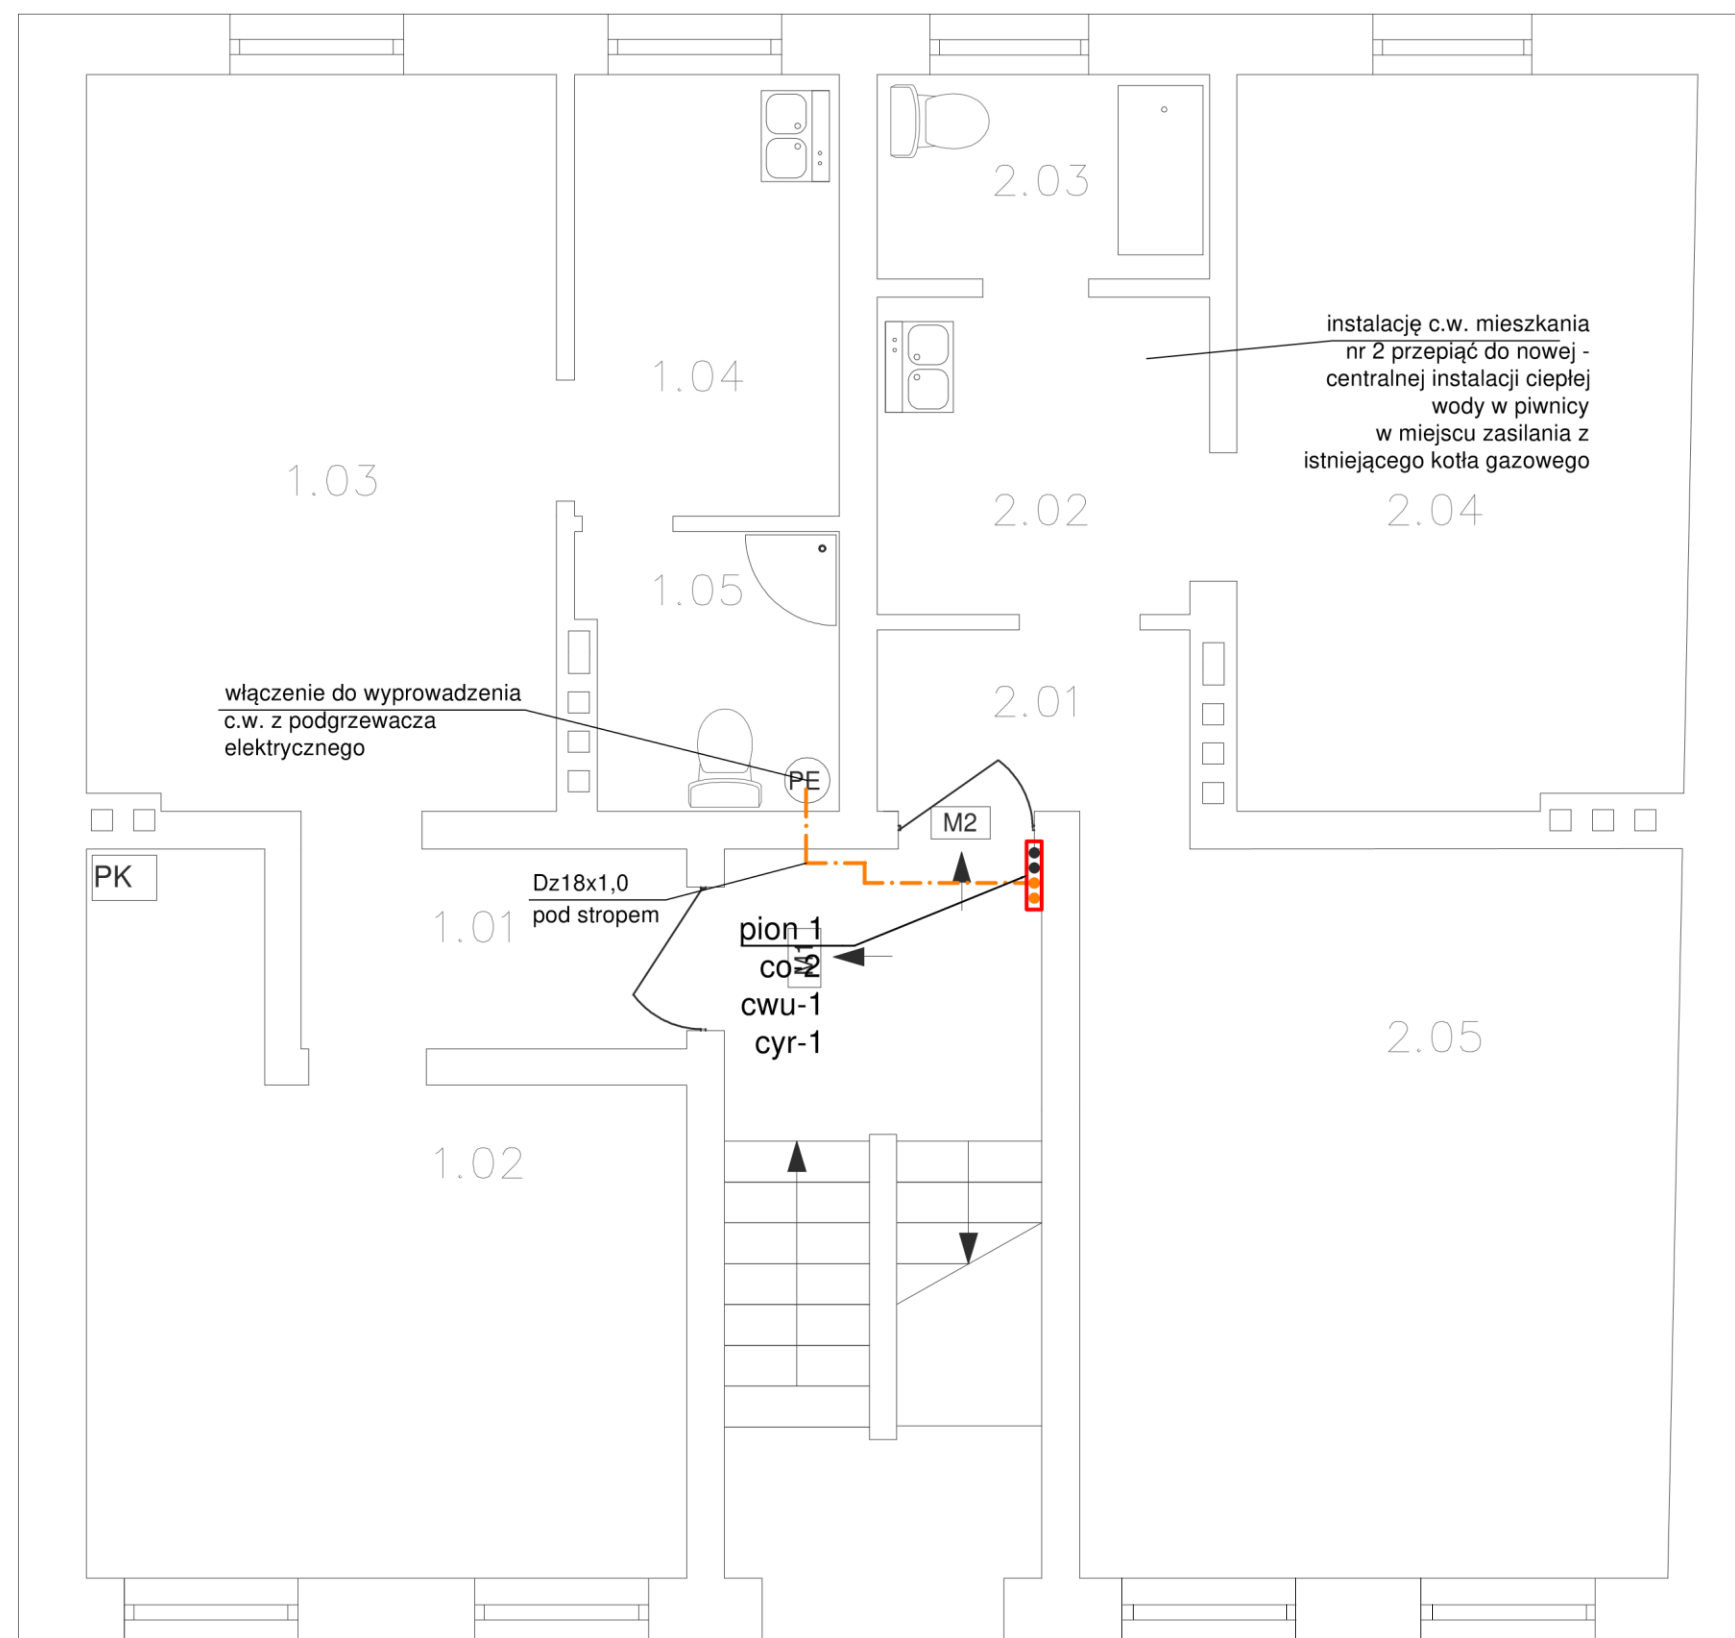 2.03
instalację c.w. mieszkania
nr 2 przepiąć do nowej -
centralnej instalacji ciepłej
wody w piwnicy
w miejscu zasilania z
istniejącego kotła gazowego
1.04
1.03
2.02
2.04
1.05
włączenie do wyprowadzenia
c.w. z podgrzewacza
elektrycznego
2.01
PE
M2
PK
Dz18x1,0
pod stropem
1.01
pion 1
co-2
cwu-1
cyr-1
M1
2.05
1.02